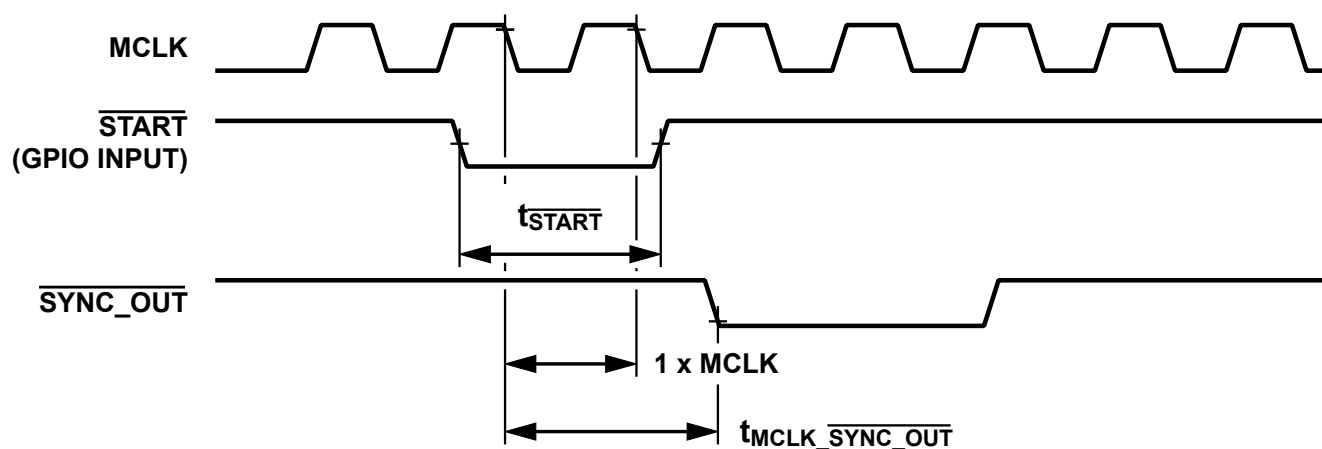 MCLK
START
(GPIO INPUT)
tSTART
SYNC_OUT
1 x MCLK
tMCLK_SYNC_OUT